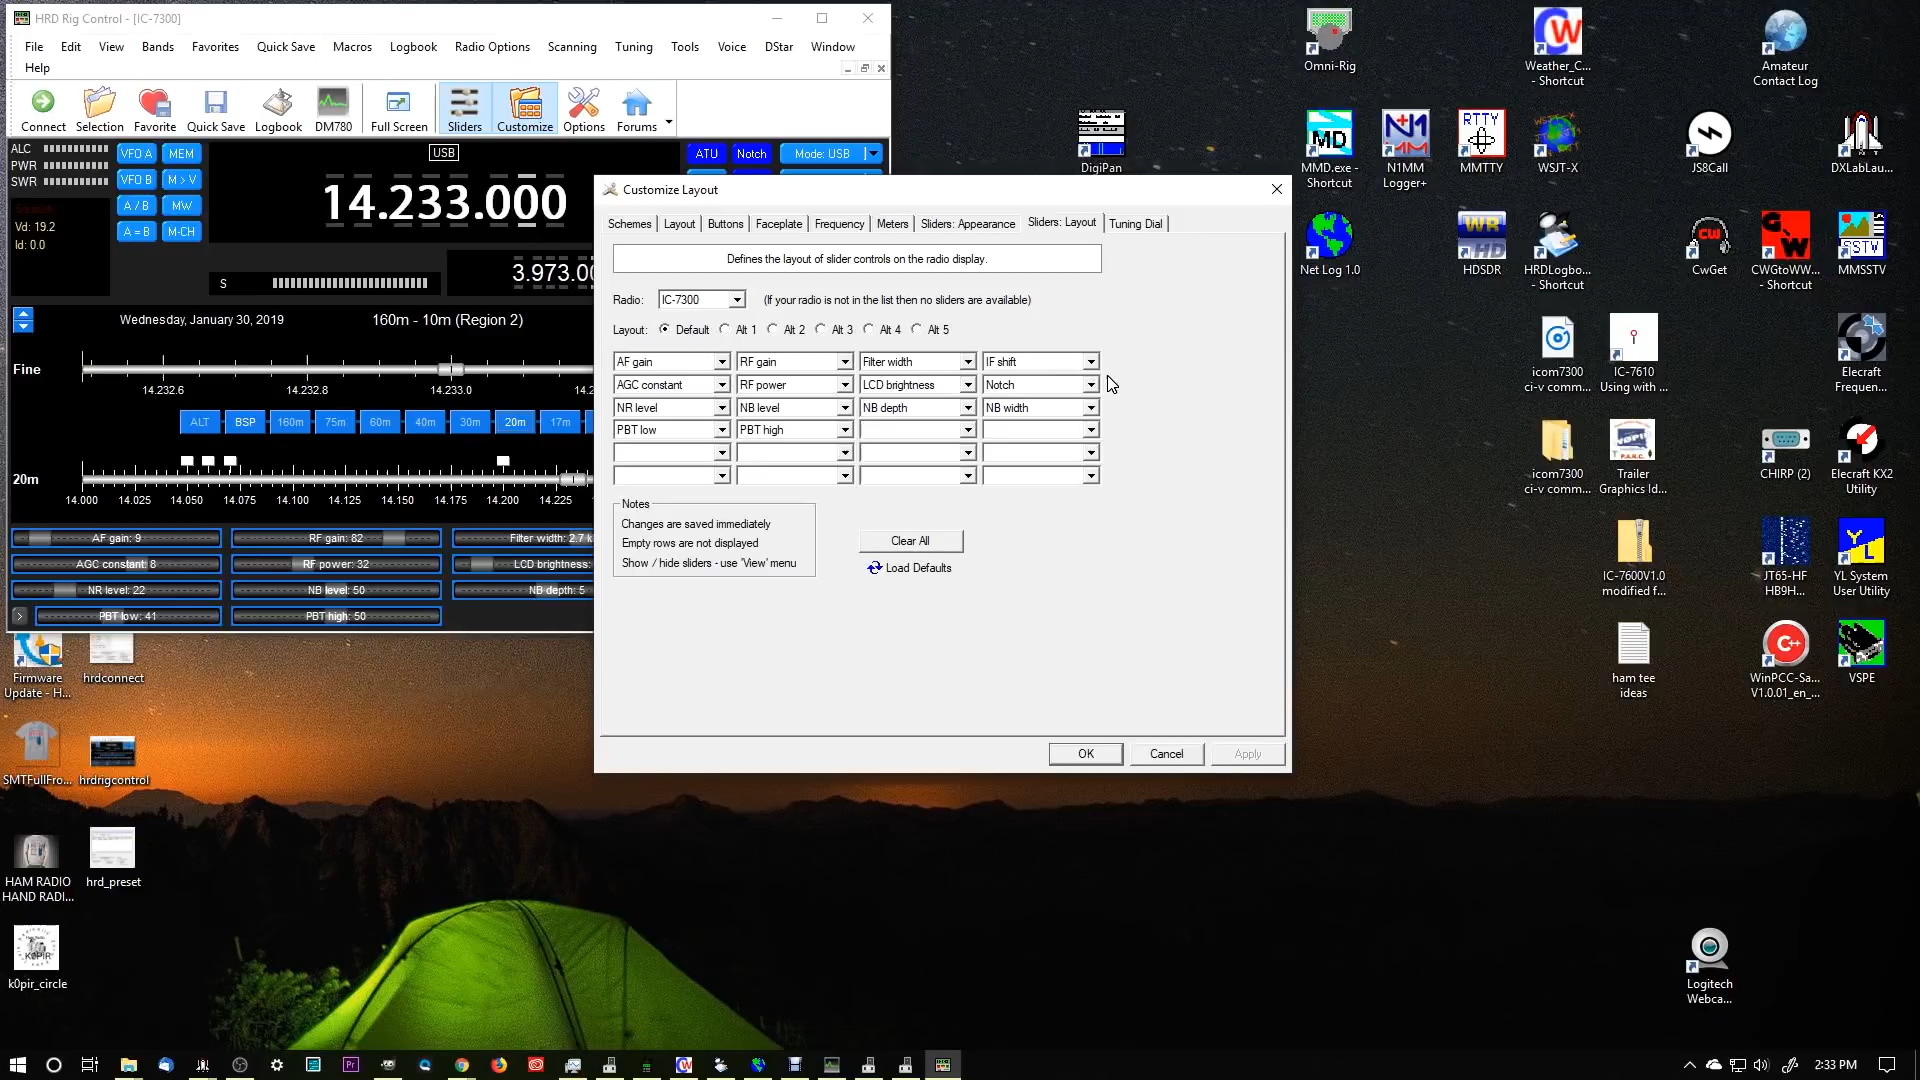 HRD Rig Control - [IC-7300]
File Edit View Bands Favorites Quick Save Macros Logbook Radio Options Scanning Tuning Tools Voice DStar Window
Help
Connect Selection Favorite Quick Save Logbook DM780 Full Screen Sliders Customize Options Forums
ALC
PWR
SWR
VFO A MEM
VFO B M > V
A / B MW
A = B M-CH
USB
14.233.000
ATU Notch Mode: USB
Vd: 19.2
Id: 0.0
S
3.973.00
Wednesday, January 30, 2019
160m - 10m (Region 2)
Fine
14.232.6 14.232.8 14.233.0 14.2
ALT BSP 160m 75m 60m 40m 30m 20m 17m
20m
14.000 14.025 14.050 14.075 14.100 14.125 14.150 14.175 14.200 14.225
AF gain: 9 RF gain: 82 Filter width: 2.7 k
AGC constant: 8 RF power: 32 LCD brightness:
NR level: 22 NB level: 50 NB depth: 5
> PBT low: 41 PBT high: 50
Customize Layout
Schemes Layout Buttons Faceplate Frequency Meters Sliders: Appearance Sliders: Layout Tuning Dial
Defines the layout of slider controls on the radio display.
Radio: IC-7300 (If your radio is not in the list then no sliders are available)
Layout: Default Alt 1 Alt 2 Alt 3 Alt 4 Alt 5
AF gain RF gain Filter width IF shift
AGC constant RF power LCD brightness Notch
NR level NB level NB depth NB width
PBT low PBT high
Notes
Changes are saved immediately
Empty rows are not displayed
Show / hide sliders - use 'View' menu
Clear All
Load Defaults
OK Cancel Apply
Omni-Rig
Weather_C...
- Shortcut
Amateur
Contact Log
DigiPan
MD
MMD.exe -
Shortcut
N1
MM
N1MM
Logger+
RTTY
MMTTY
WSJT-X
JS8Call
DXLabLau...
Net Log 1.0
WR
HD
HDSDR
HRDLogbo...
- Shortcut
CW
CwGet
CWGtoWW...
- Shortcut
SSTV
MMSSTV
icom7300
ci-v comm...
IC-7610
Using with ...
Elecraft
Frequen...
icom7300
ci-v comm...
Trailer
Graphics Id...
CHIRP (2)
Elecraft KX2
Utility
IC-7600V1.0
modified f...
JT65-HF
HB9H...
YL
YL System
User Utility
ham tee
ideas
C++
WinPCC-Sa...
V1.0.01_en_...
VSPE
Logitech
Webca...
Firmware
Update - H...
hrdconnect
SMTFullFro...
hrdrigcontrol
HAM RADIO
HAND RADI...
hrd_preset
K0PIR
k0pir_circle
Pr
2:33 PM